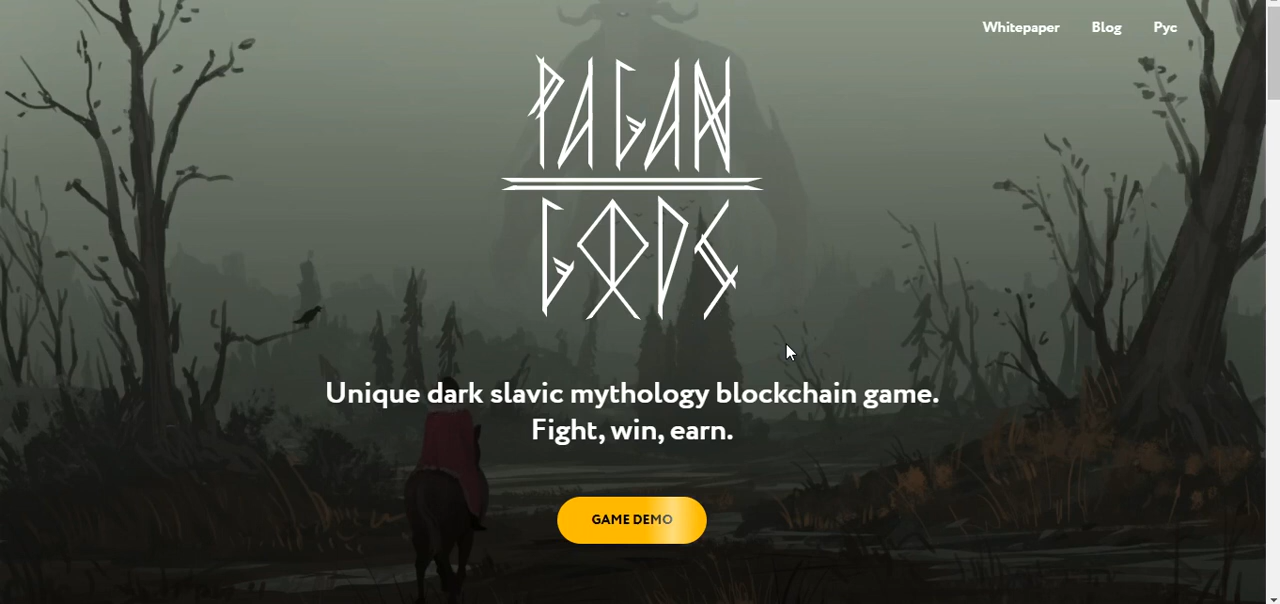 Whitepaper Blog Рус
PAGAN
GODS
Unique dark slavic mythology blockchain game.
Fight, win, earn.
GAME DEMO